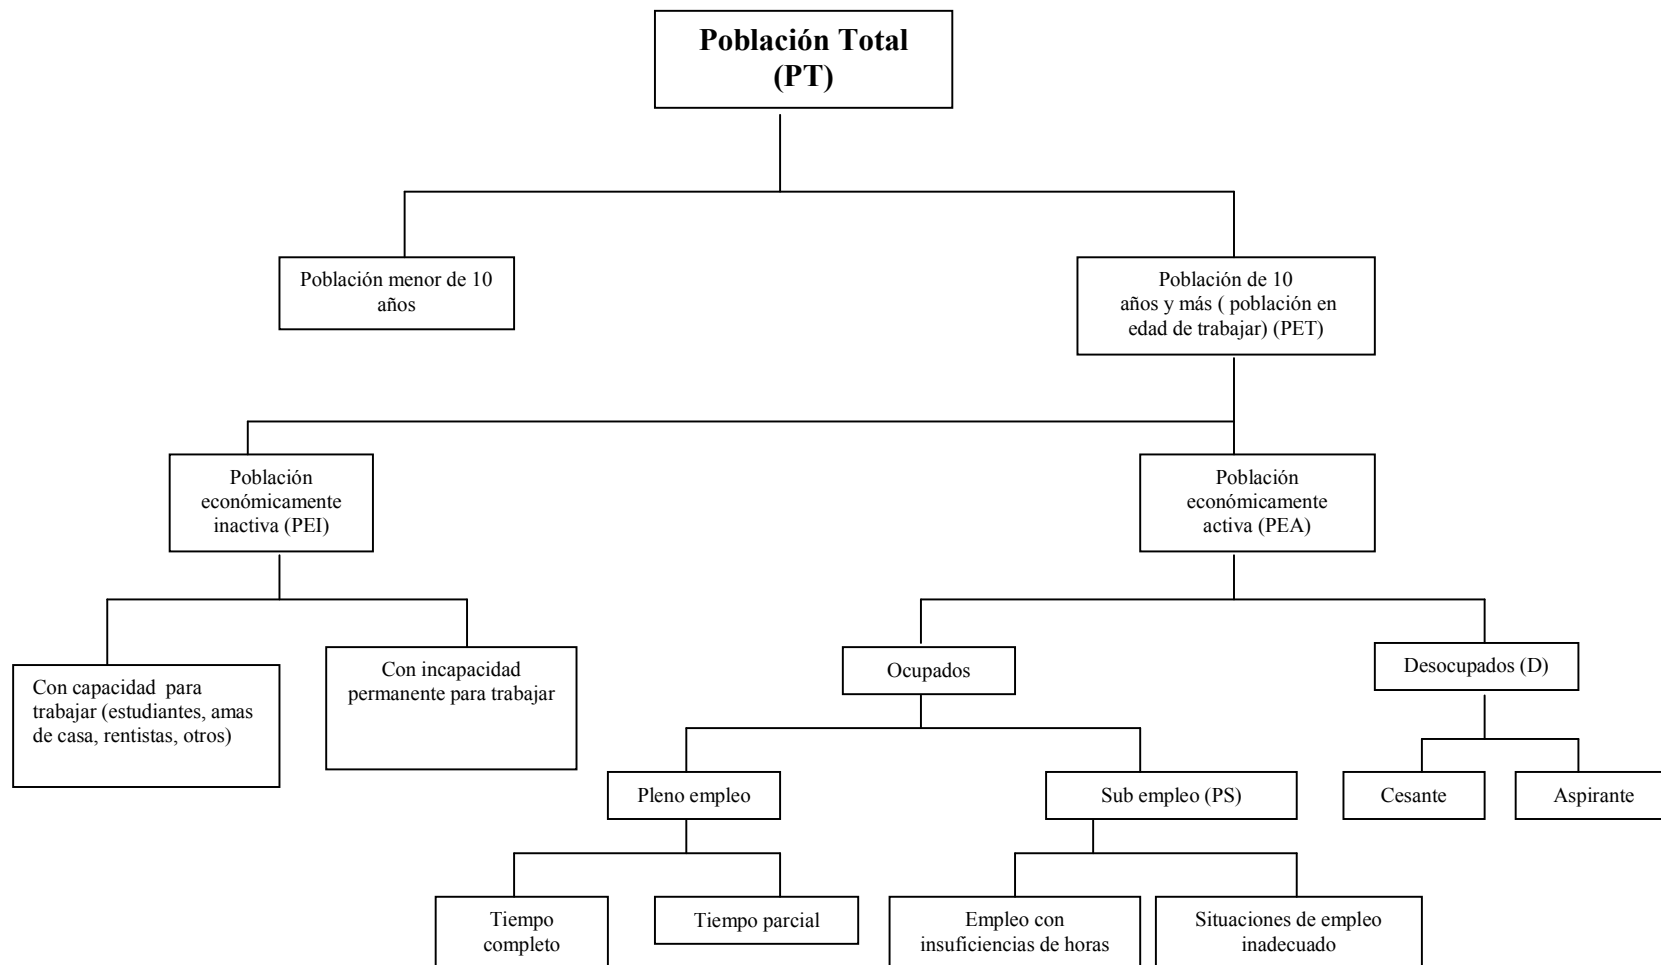 Población Total
(PT)
Población menor de 10
años
Población de 10
años y más ( población en
edad de trabajar) (PET)
Población
económicamente
inactiva (PEI)
Población
económicamente
activa (PEA)
Con capacidad para
trabajar (estudiantes, amas
de casa, rentistas, otros)
Con incapacidad
permanente para trabajar
Ocupados
Desocupados (D)
Pleno empleo
Sub empleo (PS)
Cesante
Aspirante
Tiempo
completo
Tiempo parcial
Empleo con
insuficiencias de horas
Situaciones de empleo
inadecuado